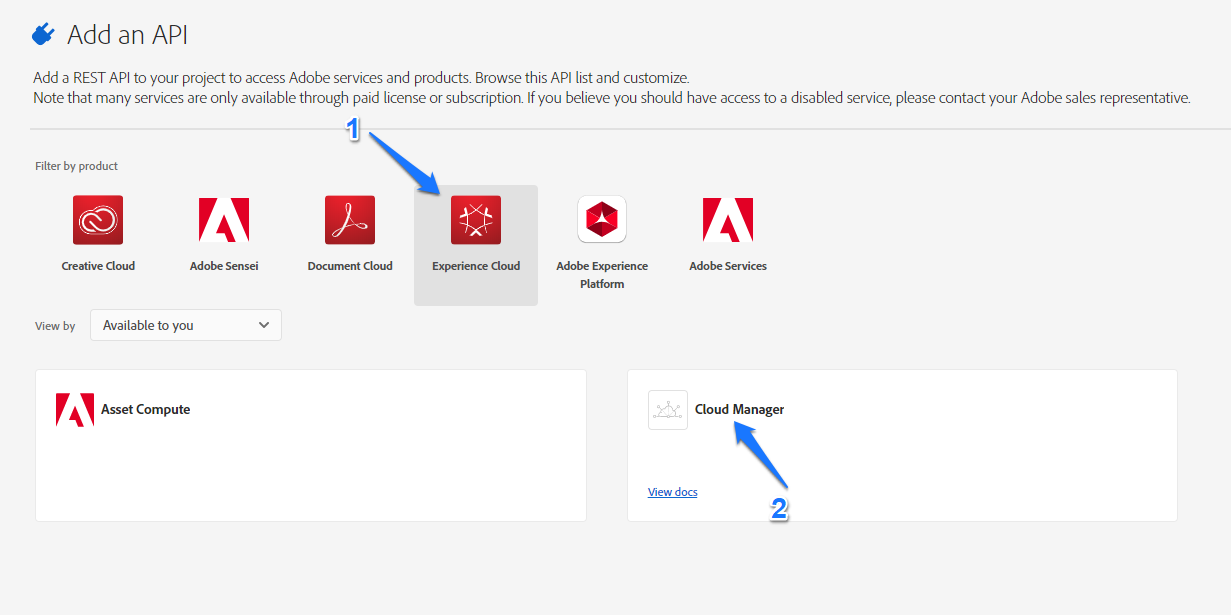 Add an API
Add a REST API to your project to access Adobe services and products. Browse this API list and customize.
Note that many services are only available through paid license or subscription. If you believe you should have access to a disabled service, please contact your Adobe sales representative.
1
Filter by product
Creative Cloud
Adobe Sensei
Document Cloud
Experience Cloud
Adobe Experience
Platform
Adobe Services
View by
Available to you
Asset Compute
Cloud Manager
View docs
2